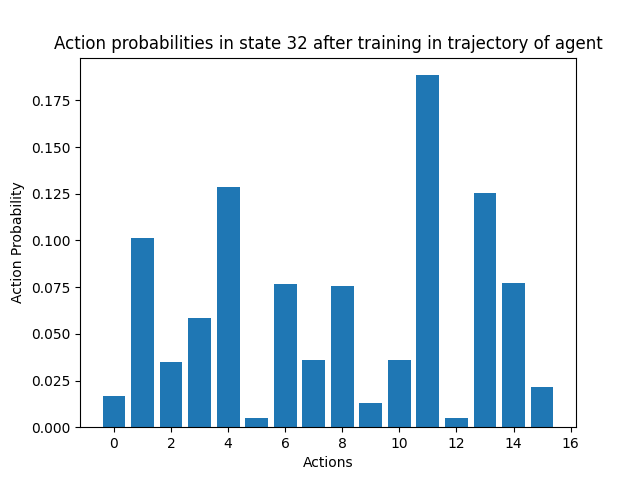 Action probabilities in state 32 after training in trajectory of agent
0.175
0.150
0.125
0.100
0.075
0.050
0.025
0.000
Action Probability
0 2 4 6 8 10 12 14 16
Actions